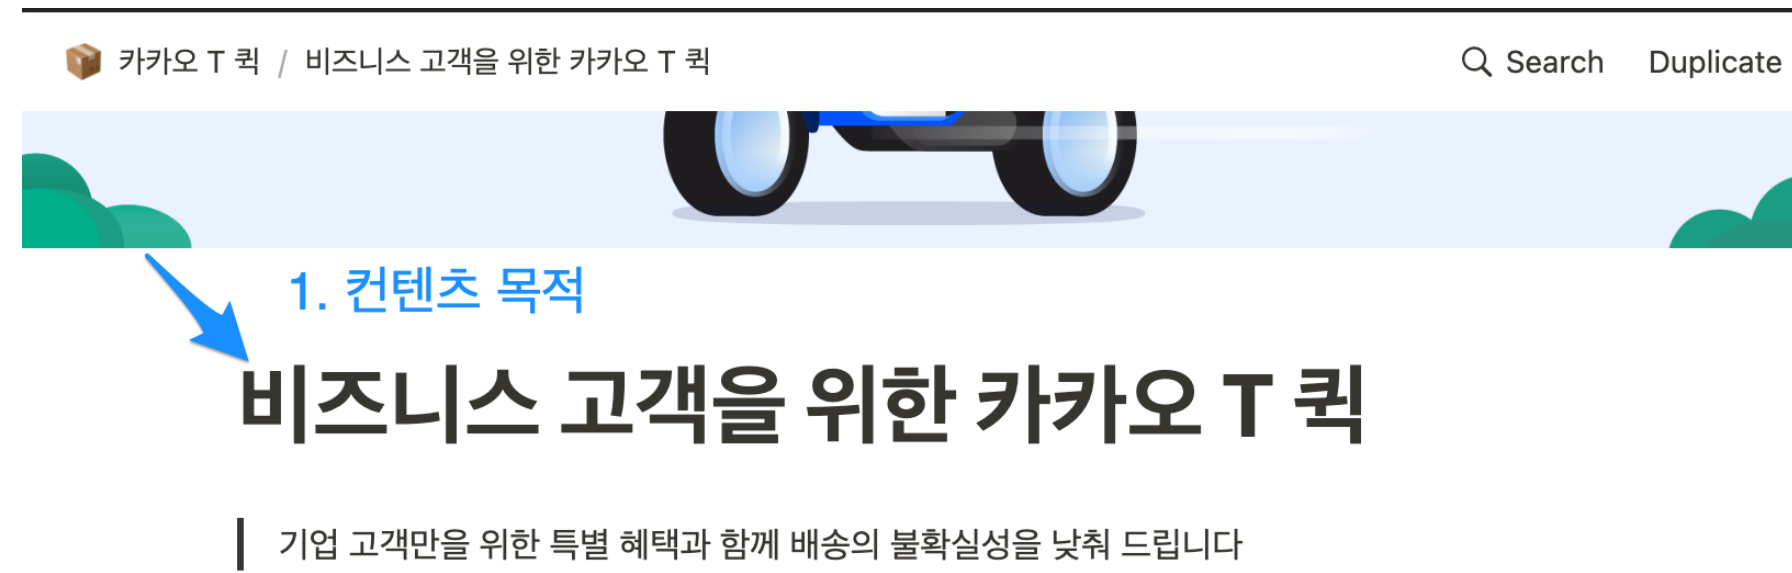 카카오 T 퀵 / 비즈니스 고객을 위한 카카오 T 퀵 Search Duplicate
1. 컨텐츠 목적
비즈니스 고객을 위한 카카오 T 퀵
기업 고객만을 위한 특별 혜택과 함께 배송의 불확실성을 낮춰 드립니다